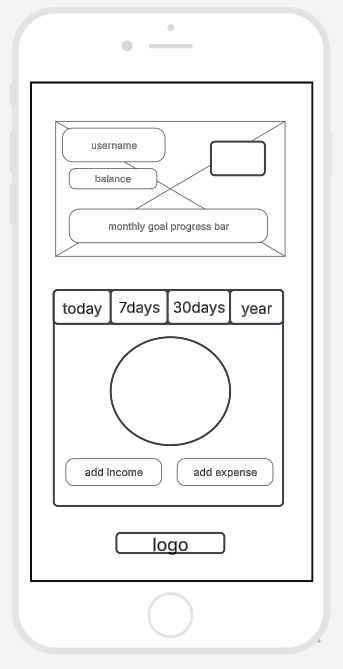 username
balance
monthly goal progress bar
today 7days 30days year
add income add expense
logo